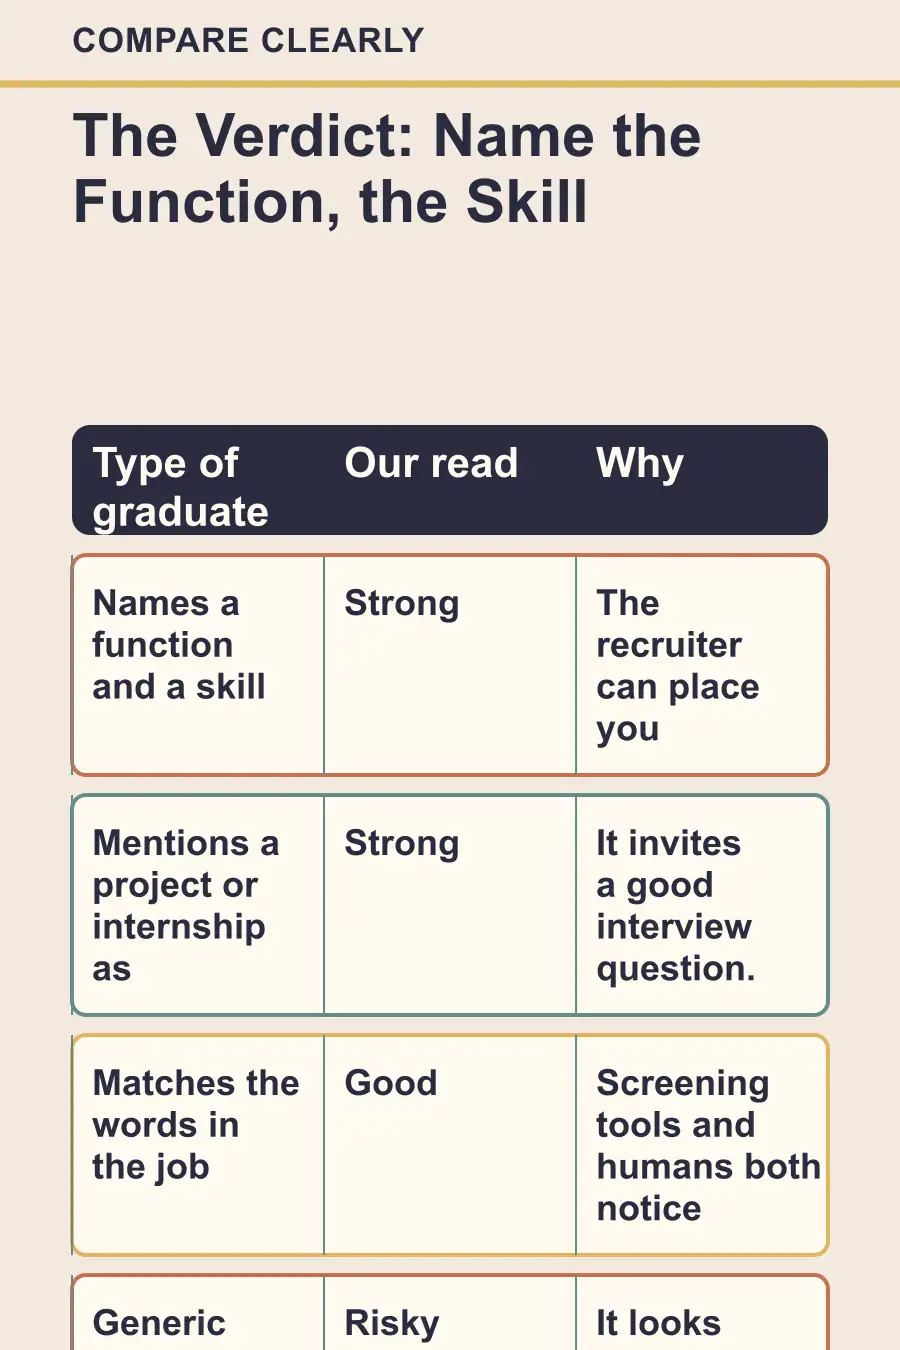 COMPARE CLEARLY
The Verdict: Name the
Function, the Skill
Type of
graduate
Our read
Why
Names a
function
and a skill
Strong
The
recruiter
can place
you
Mentions a
project or
internship
as
Strong
It invites
a good
interview
question.
Matches the
words in
the job
Good
Screening
tools and
humans both
notice
Generic
Risky
It looks